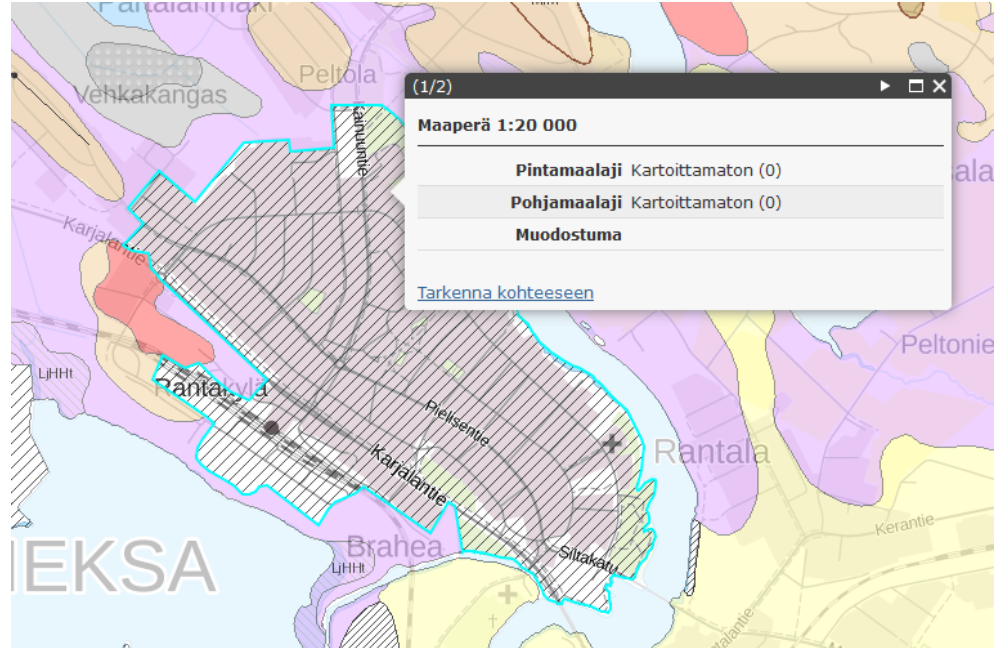 Peltola
Vehkakangas
Kainuuntie
(1/2)
Maaperä 1:20 000
Pintamaalaji Kartoittamaton (0)
Pohjamaalaji Kartoittamaton (0)
Muodostuma
Tarkenna kohteeseen
ala
Karjalantie
Peltonie
LjHHt
Rantakylä
Pielisentie
Karjalantie
Rantala
Kerantie
IEKSA
Brahea
LjHHt
Siltakatu